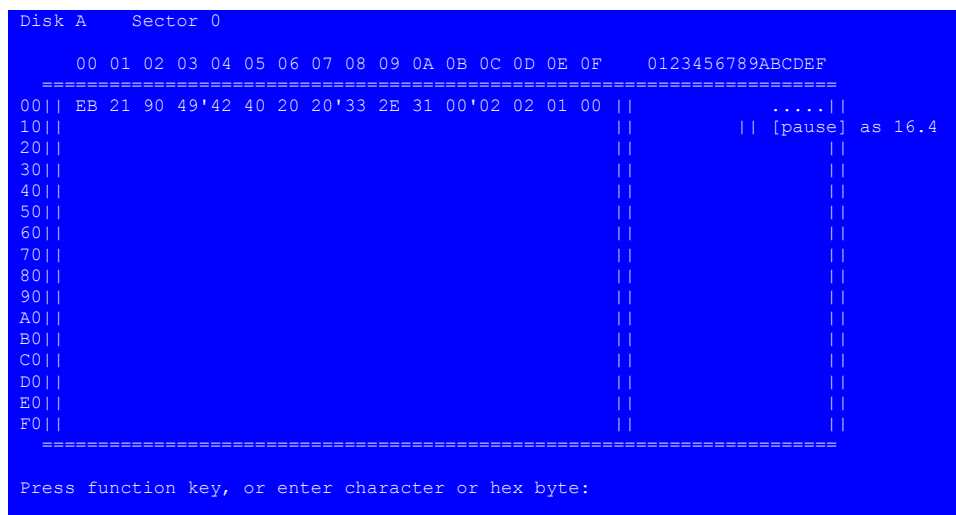 Disk A    Sector 0
     00 01 02 03 04 05 06 07 08 09 0A 0B 0C 0D 0E 0F    0123456789ABCDEF
  =======================================================================
00|| EB 21 90 49'42 40 20 20'33 2E 31 00'02 02 01 00 ||            .....||
10||                                                 ||         || [pause] as 16.4
20||                                                 ||                 ||
30||                                                 ||                 ||
40||                                                 ||                 ||
50||                                                 ||                 ||
60||                                                 ||                 ||
70||                                                 ||                 ||
80||                                                 ||                 ||
90||                                                 ||                 ||
A0||                                                 ||                 ||
B0||                                                 ||                 ||
C0||                                                 ||                 ||
D0||                                                 ||                 ||
E0||                                                 ||                 ||
F0||                                                 ||                 ||
  =======================================================================
Press function key, or enter character or hex byte: